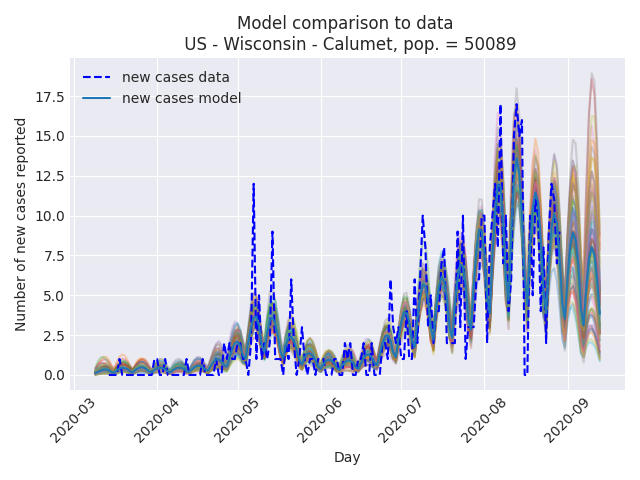 Model comparison to data
US - Wisconsin - Calumet, pop. = 50089
new cases data
new cases model
17.5
15.0
12.5
10.0
7.5
5.0
2.5
0.0
Number of new cases reported
2020-03
2020-04
2020-05
2020-06
2020-07
2020-08
2020-09
Day